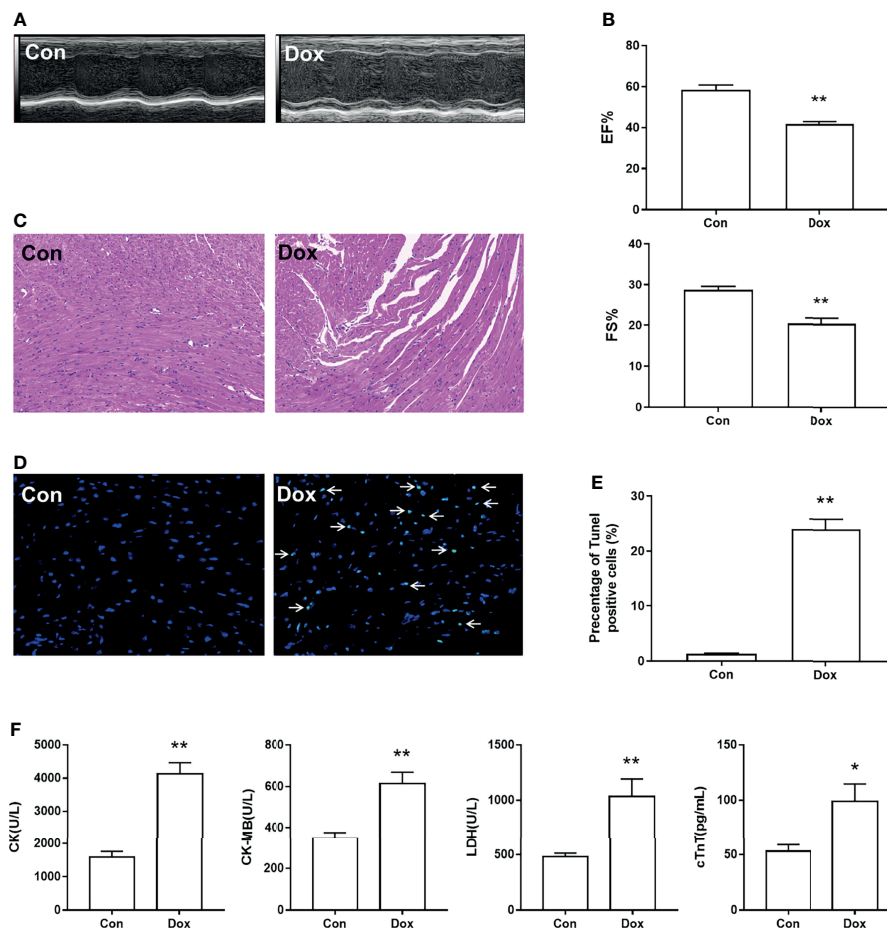 A
Con
Dox
B
80
60
40
20
0
EF%
**
Con
Dox
40
30
20
10
0
FS%
**
Con
Dox
C
Con
Dox
D
Con
Dox
E
30
20
10
0
Precentage of Tunel
positive cells (%)
**
Con
Dox
F
5000
4000
3000
2000
1000
0
CK(U/L)
**
Con
Dox
800
600
400
200
0
CK-MB(U/L)
**
Con
Dox
1500
1000
500
0
LDH(U/L)
**
Con
Dox
150
100
50
0
cTnT(pg/mL)
*
Con
Dox